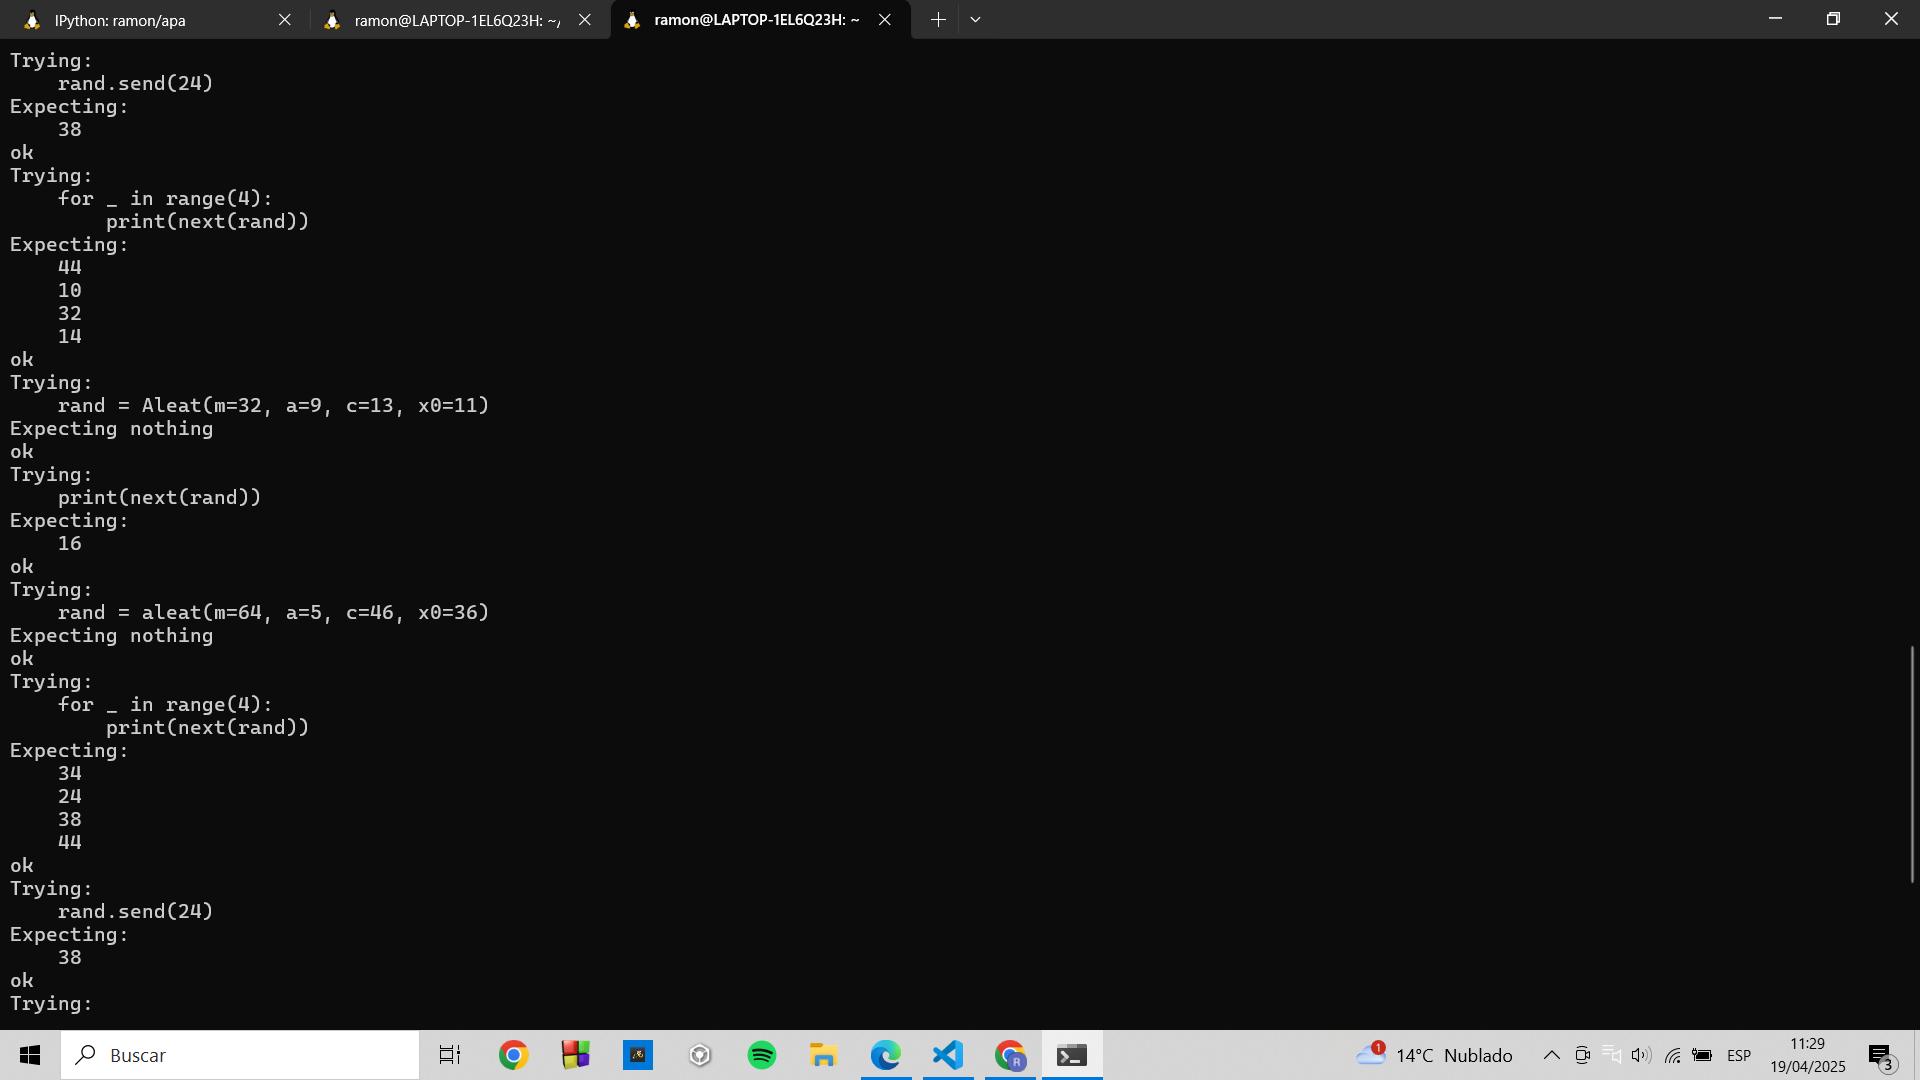 IPython: ramon/apa
ramon@LAPTOP-1EL6Q23H: ~/
ramon@LAPTOP-1EL6Q23H: ~
Trying:
    rand.send(24)
Expecting:
    38
ok
Trying:
    for _ in range(4):
        print(next(rand))
Expecting:
    44
    10
    32
    14
ok
Trying:
    rand = Aleat(m=32, a=9, c=13, x0=11)
Expecting nothing
ok
Trying:
    print(next(rand))
Expecting:
    16
ok
Trying:
    rand = aleat(m=64, a=5, c=46, x0=36)
Expecting nothing
ok
Trying:
    for _ in range(4):
        print(next(rand))
Expecting:
    34
    24
    38
    44
ok
Trying:
    rand.send(24)
Expecting:
    38
ok
Trying:
Buscar
1
14°C Nublado
ESP
11:29
19/04/2025
3
R